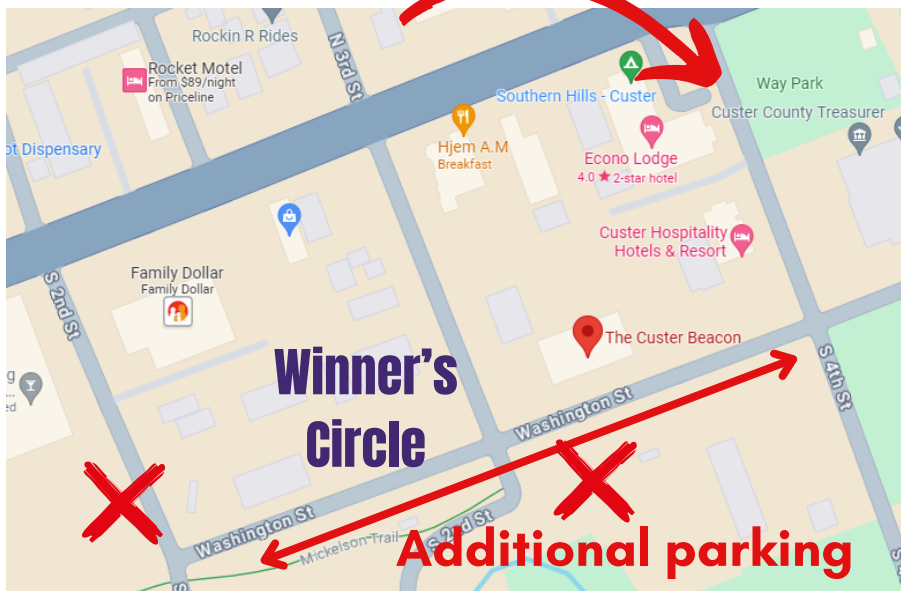 Rockin R Rides
N 3rd St
Rocket Motel
From $89/night
on Priceline
Southern Hills - Custer
Way Park
Custer County Treasurer
ot Dispensary
Hjem A.M
Breakfast
Econo Lodge
4.0 ★ 2-star hotel
Custer Hospitality
Hotels & Resort
Family Dollar
Family Dollar
S 2nd St
The Custer Beacon
Winner's
Circle
S 4th St
g
...
ed
Washington St
Washington St
Mickelson Trail
S 2nd St
Additional parking